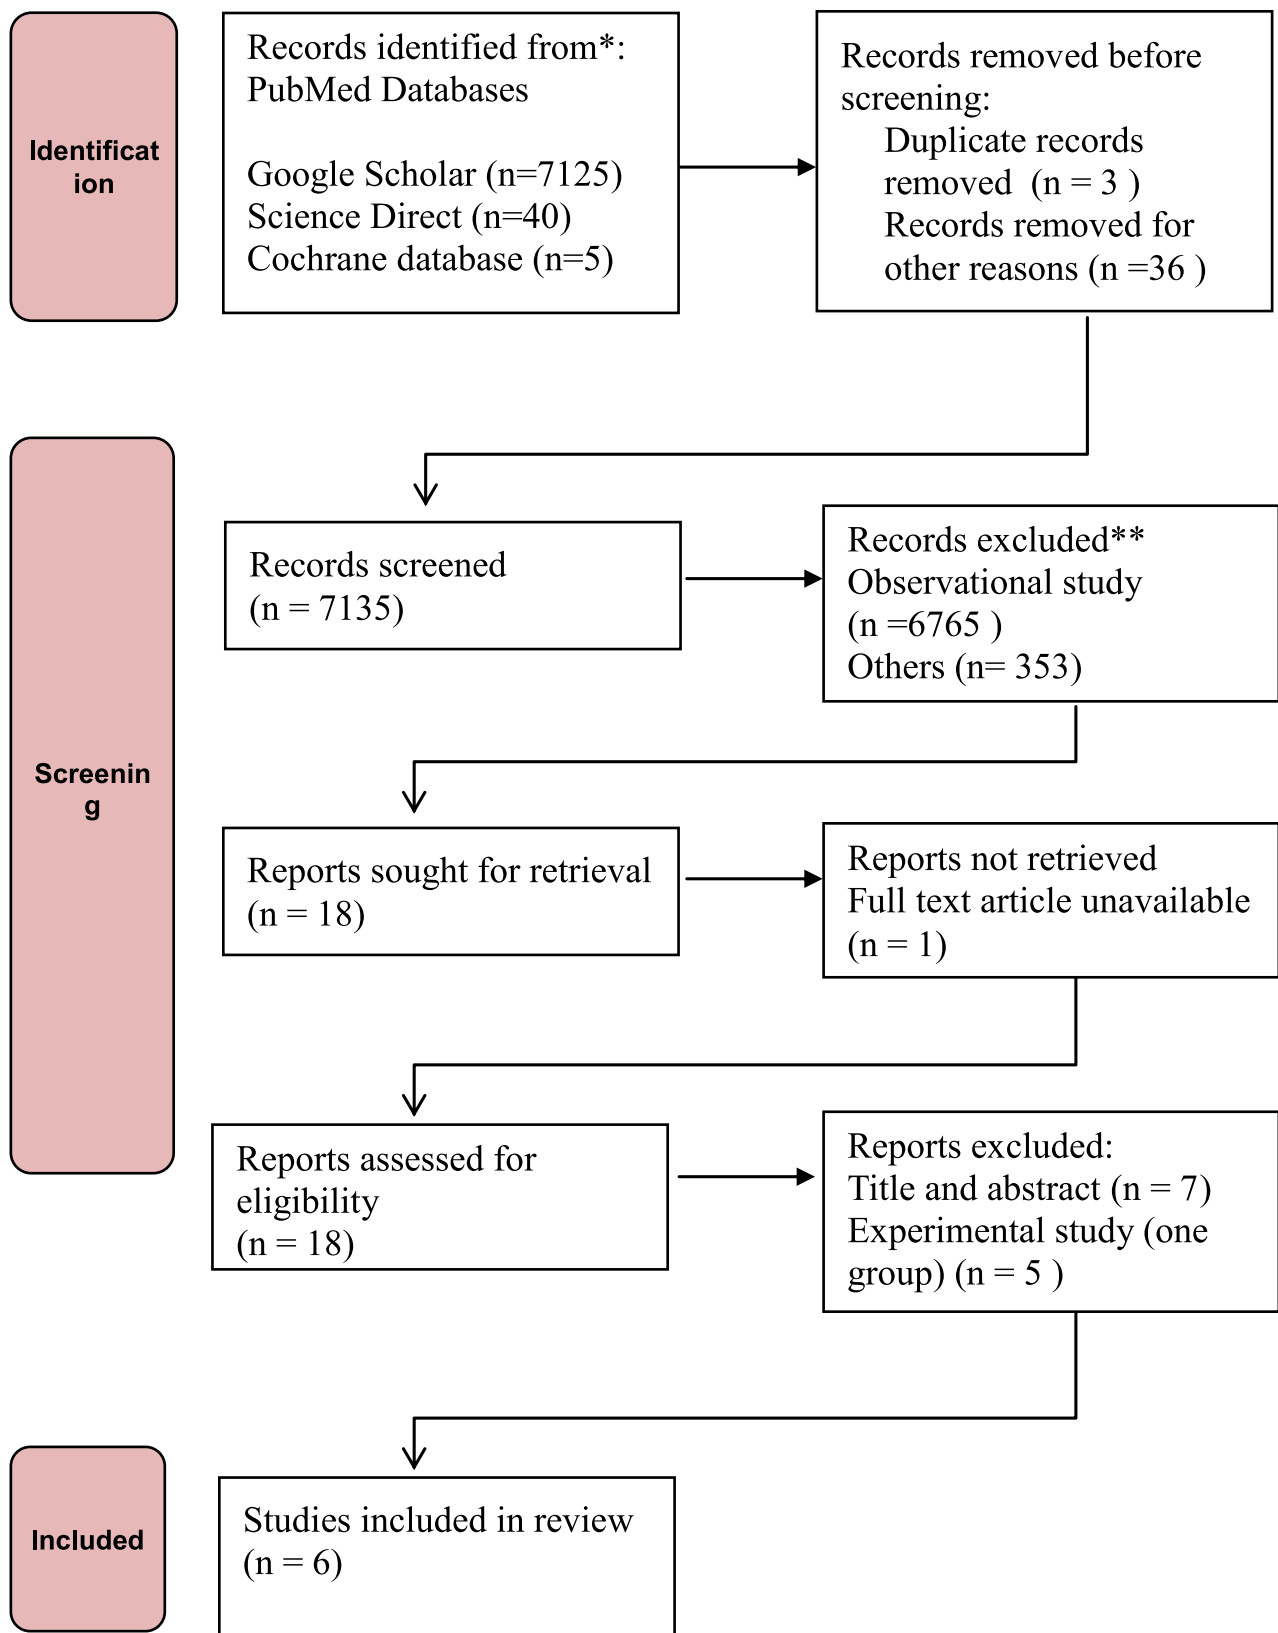 Identificat
ion
Records identified from*:
PubMed Databases
Google Scholar (n=7125)
Science Direct (n=40)
Cochrane database (n=5)
Records removed before
screening:
Duplicate records
removed  (n = 3 )
Records removed for
other reasons (n =36 )
Screenin
g
Records screened
(n = 7135)
Records excluded**
Observational study
(n =6765 )
Others (n= 353)
Reports sought for retrieval
(n = 18)
Reports not retrieved
Full text article unavailable
(n = 1)
Reports assessed for
eligibility
(n = 18)
Reports excluded:
Title and abstract (n = 7)
Experimental study (one
group) (n = 5 )
Included
Studies included in review
(n = 6)